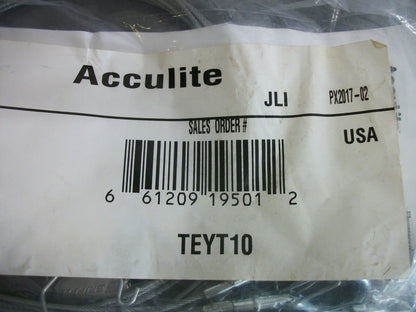 Acculite
JLI PX2017-02
SALES ORDER #
USA
6 61209 19501 2
TEYT10